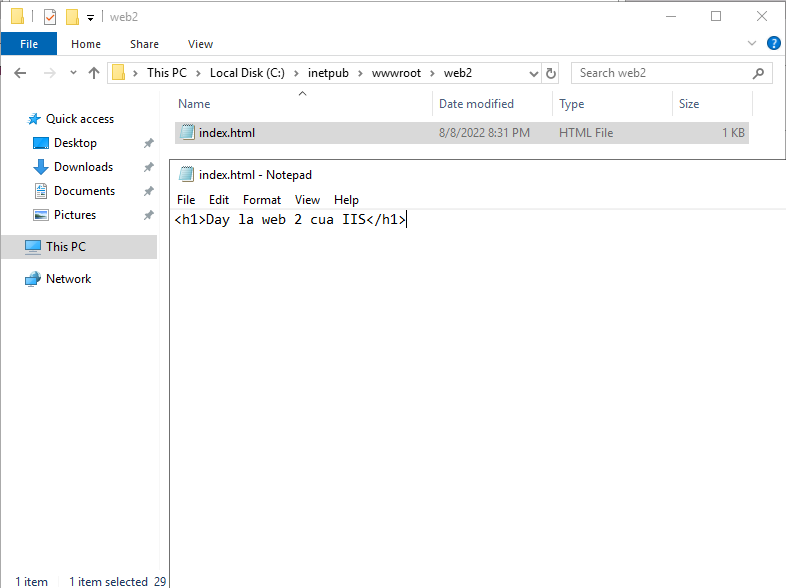 web2
File Home Share View
This PC Local Disk (C:) inetpub wwwroot web2 Search web2
Name Date modified Type Size
Quick access
index.html 8/8/2022 8:31 PM HTML File 1 KB
Desktop
Downloads
Documents
Pictures
This PC
Network
index.html - Notepad
File Edit Format View Help
<h1>Day la web 2 cua IIS</h1>
1 item 1 item selected 29